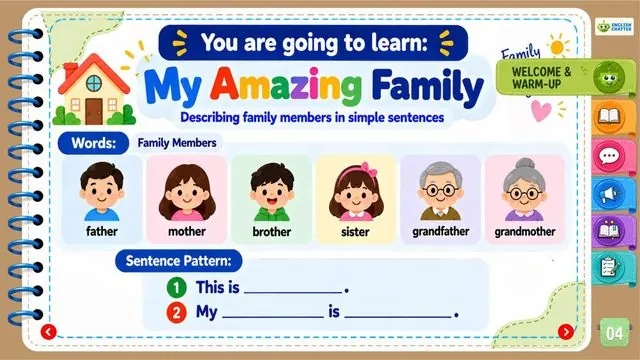 You are going to learn:
ENGLISH CHATTER
Family
My Amazing Family
WELCOME &
WARM-UP
Describing family members in simple sentences
Words:
Family Members
father
mother
brother
sister
grandfather
grandmother
Sentence Pattern:
1 This is ____________.
2 My ____________ is ____________.
04